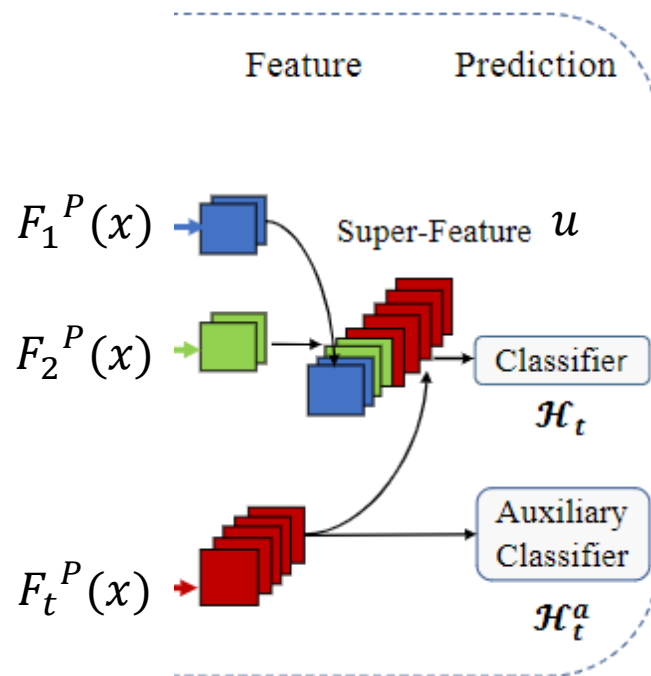 Feature Prediction
F₁ᴾ(x)
Super-Feature u
F₂ᴾ(x)
Classifier
𝓗ₜ
Auxiliary
Classifier
Fₜᴾ(x)
𝓗ₜᵃ